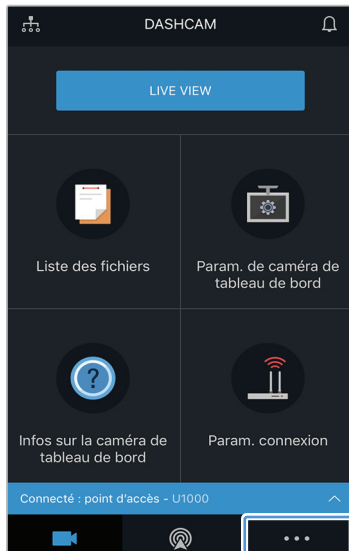 DASHCAM
LIVE VIEW
Liste des fichiers
Param. de caméra de
tableau de bord
Infos sur la caméra de
tableau de bord
Param. connexion
Connecté : point d'accès - U1000